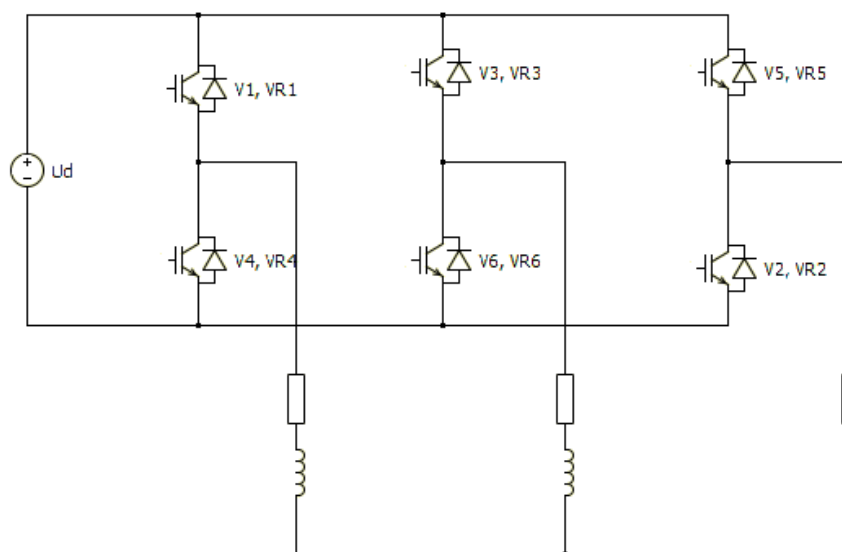 V1, VR1
V3, VR3
V5, VR5
Ud
V4, VR4
V6, VR6
V2, VR2